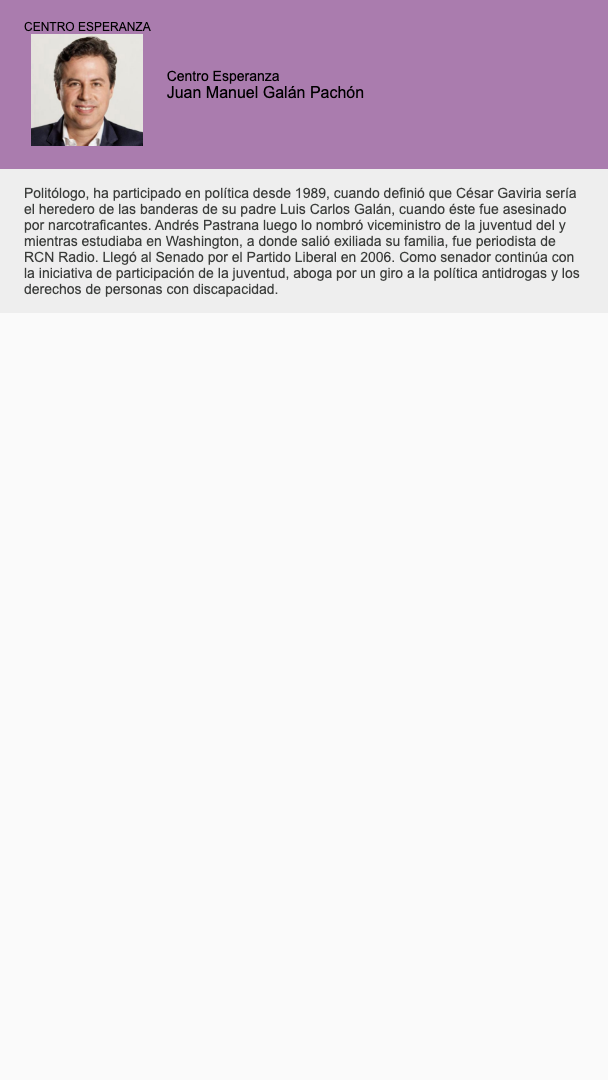 CENTRO ESPERANZA
Centro Esperanza
Juan Manuel Galán Pachón
Politólogo, ha participado en política desde 1989, cuando definió que César Gaviria sería
el heredero de las banderas de su padre Luis Carlos Galán, cuando éste fue asesinado
por narcotraficantes. Andrés Pastrana luego lo nombró viceministro de la juventud del y
mientras estudiaba en Washington, a donde salió exiliada su familia, fue periodista de
RCN Radio. Llegó al Senado por el Partido Liberal en 2006. Como senador continúa con
la iniciativa de participación de la juventud, aboga por un giro a la política antidrogas y los
derechos de personas con discapacidad.